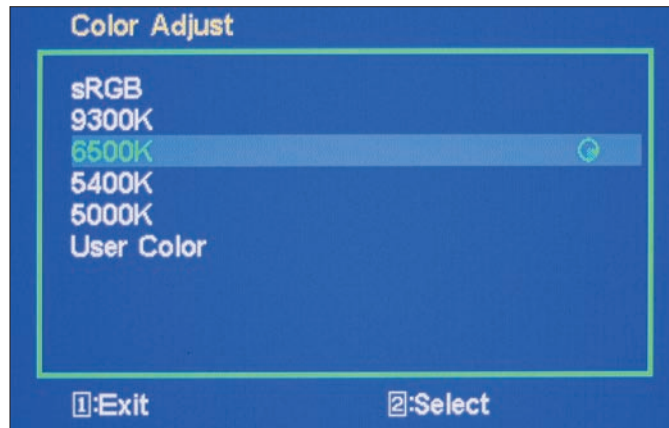 Color Adjust
sRGB
9300K
6500K
5400K
5000K
User Color
1:Exit 2:Select